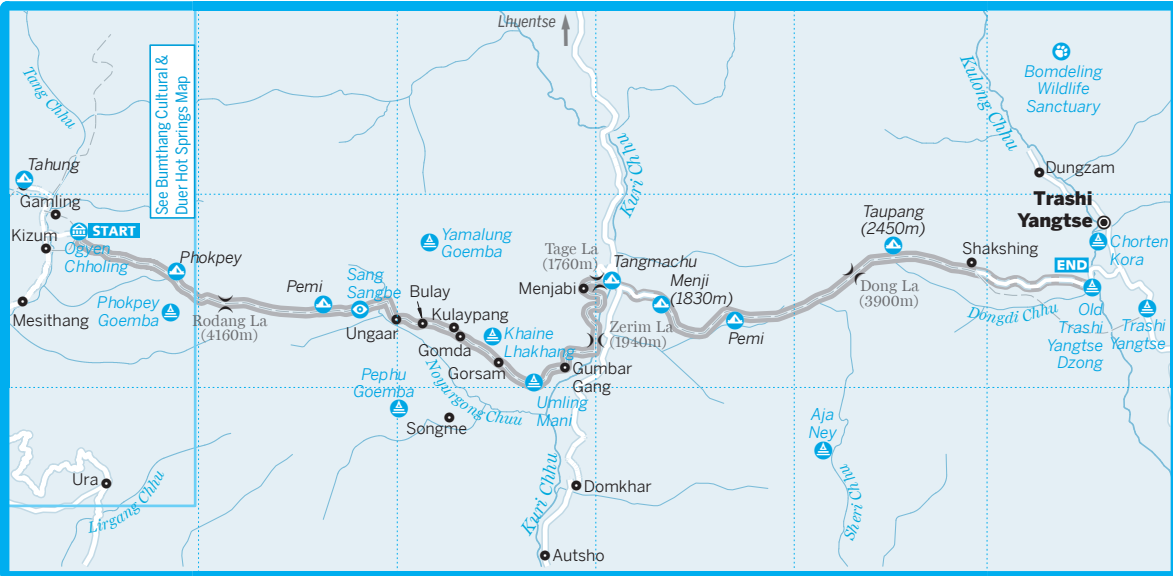 Lhuentse
See Bumthang Cultural &
Duer Hot Springs Map
Tang Chhu
Kuri Chhu
Kulong Chhu
Bomdeling
Wildlife
Sanctuary
Tahung
Gamling
Kizum
START
Ogyen
Chholing
Phokpey
Mesithang
Phokpey
Goemba
Rodang La
(4160m)
Pemi
Sang
Sangbe
Yamalung
Goemba
Ungaar
Bulay
Kulaypang
Gomda
Gorsam
Khaine
Lhakhang
Tage La
(1760m)
Menjabi
Tangmachu
Menji
(1830m)
Zerim La
(1940m)
Gumbar
Gang
Umling
Mani
Pephu
Goemba
Noyurgong Chuu
Songme
Pemi
Taupang
(2450m)
Dong La
(3900m)
Shakshing
Dungzam
Trashi
Yangtse
Chorten
Kora
END
Dongdi Chhu
Old
Trashi
Yangtse
Dzong
Trashi
Yangtse
Aja
Ney
Sheri Chhu
Ura
Lirgang Chhu
Domkhar
Kuri Chhu
Autsho